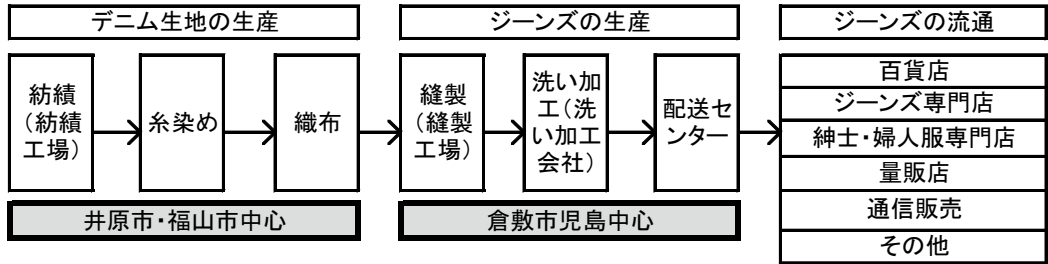 デニム生地の生産
ジーンズの生産
ジーンズの流通
紡績
（紡績
工場）
糸染め
織布
縫製
（縫製
工場）
洗い加
工（洗
い加工
会社）
配送セ
ンター
百貨店
ジーンズ専門店
紳士・婦人服専門店
量販店
通信販売
その他
井原市・福山市中心
倉敷市児島中心